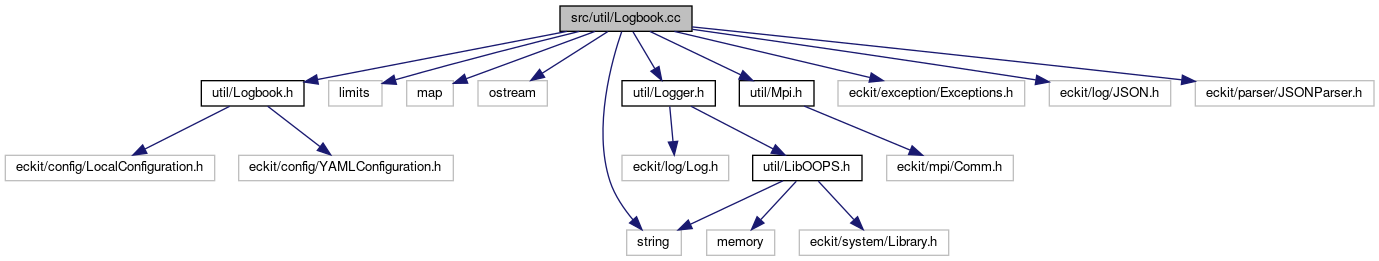 src/util/Logbook.cc
util/Logbook.h
limits
map
ostream
util/Logger.h
util/Mpi.h
eckit/exception/Exceptions.h
eckit/log/JSON.h
eckit/parser/JSONParser.h
eckit/config/LocalConfiguration.h
eckit/config/YAMLConfiguration.h
eckit/log/Log.h
util/LibOOPS.h
eckit/mpi/Comm.h
string
memory
eckit/system/Library.h